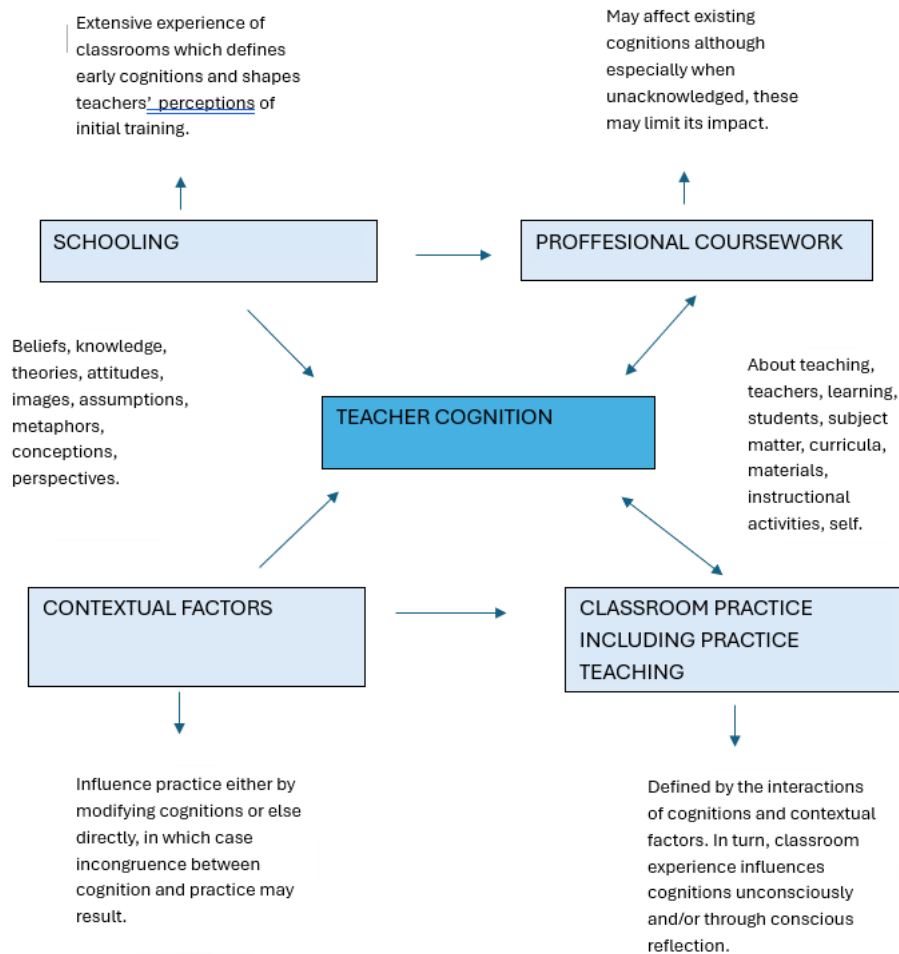 Extensive experience of
classrooms which defines
early cognitions and shapes
teachers’ perceptions of
initial training.
May affect existing
cognitions although
especially when
unacknowledged, these
may limit its impact.
SCHOOLING
PROFFESIONAL COURSEWORK
Beliefs, knowledge,
theories, attitudes,
images, assumptions,
metaphors,
conceptions,
perspectives.
TEACHER COGNITION
About teaching,
teachers, learning,
students, subject
matter, curricula,
materials,
instructional
activities, self.
CONTEXTUAL FACTORS
CLASSROOM PRACTICE
INCLUDING PRACTICE
TEACHING
Influence practice either by
modifying cognitions or else
directly, in which case
incongruence between
cognition and practice may
result.
Defined by the interactions
of cognitions and contextual
factors. In turn, classroom
experience influences
cognitions unconsciously
and/or through conscious
reflection.